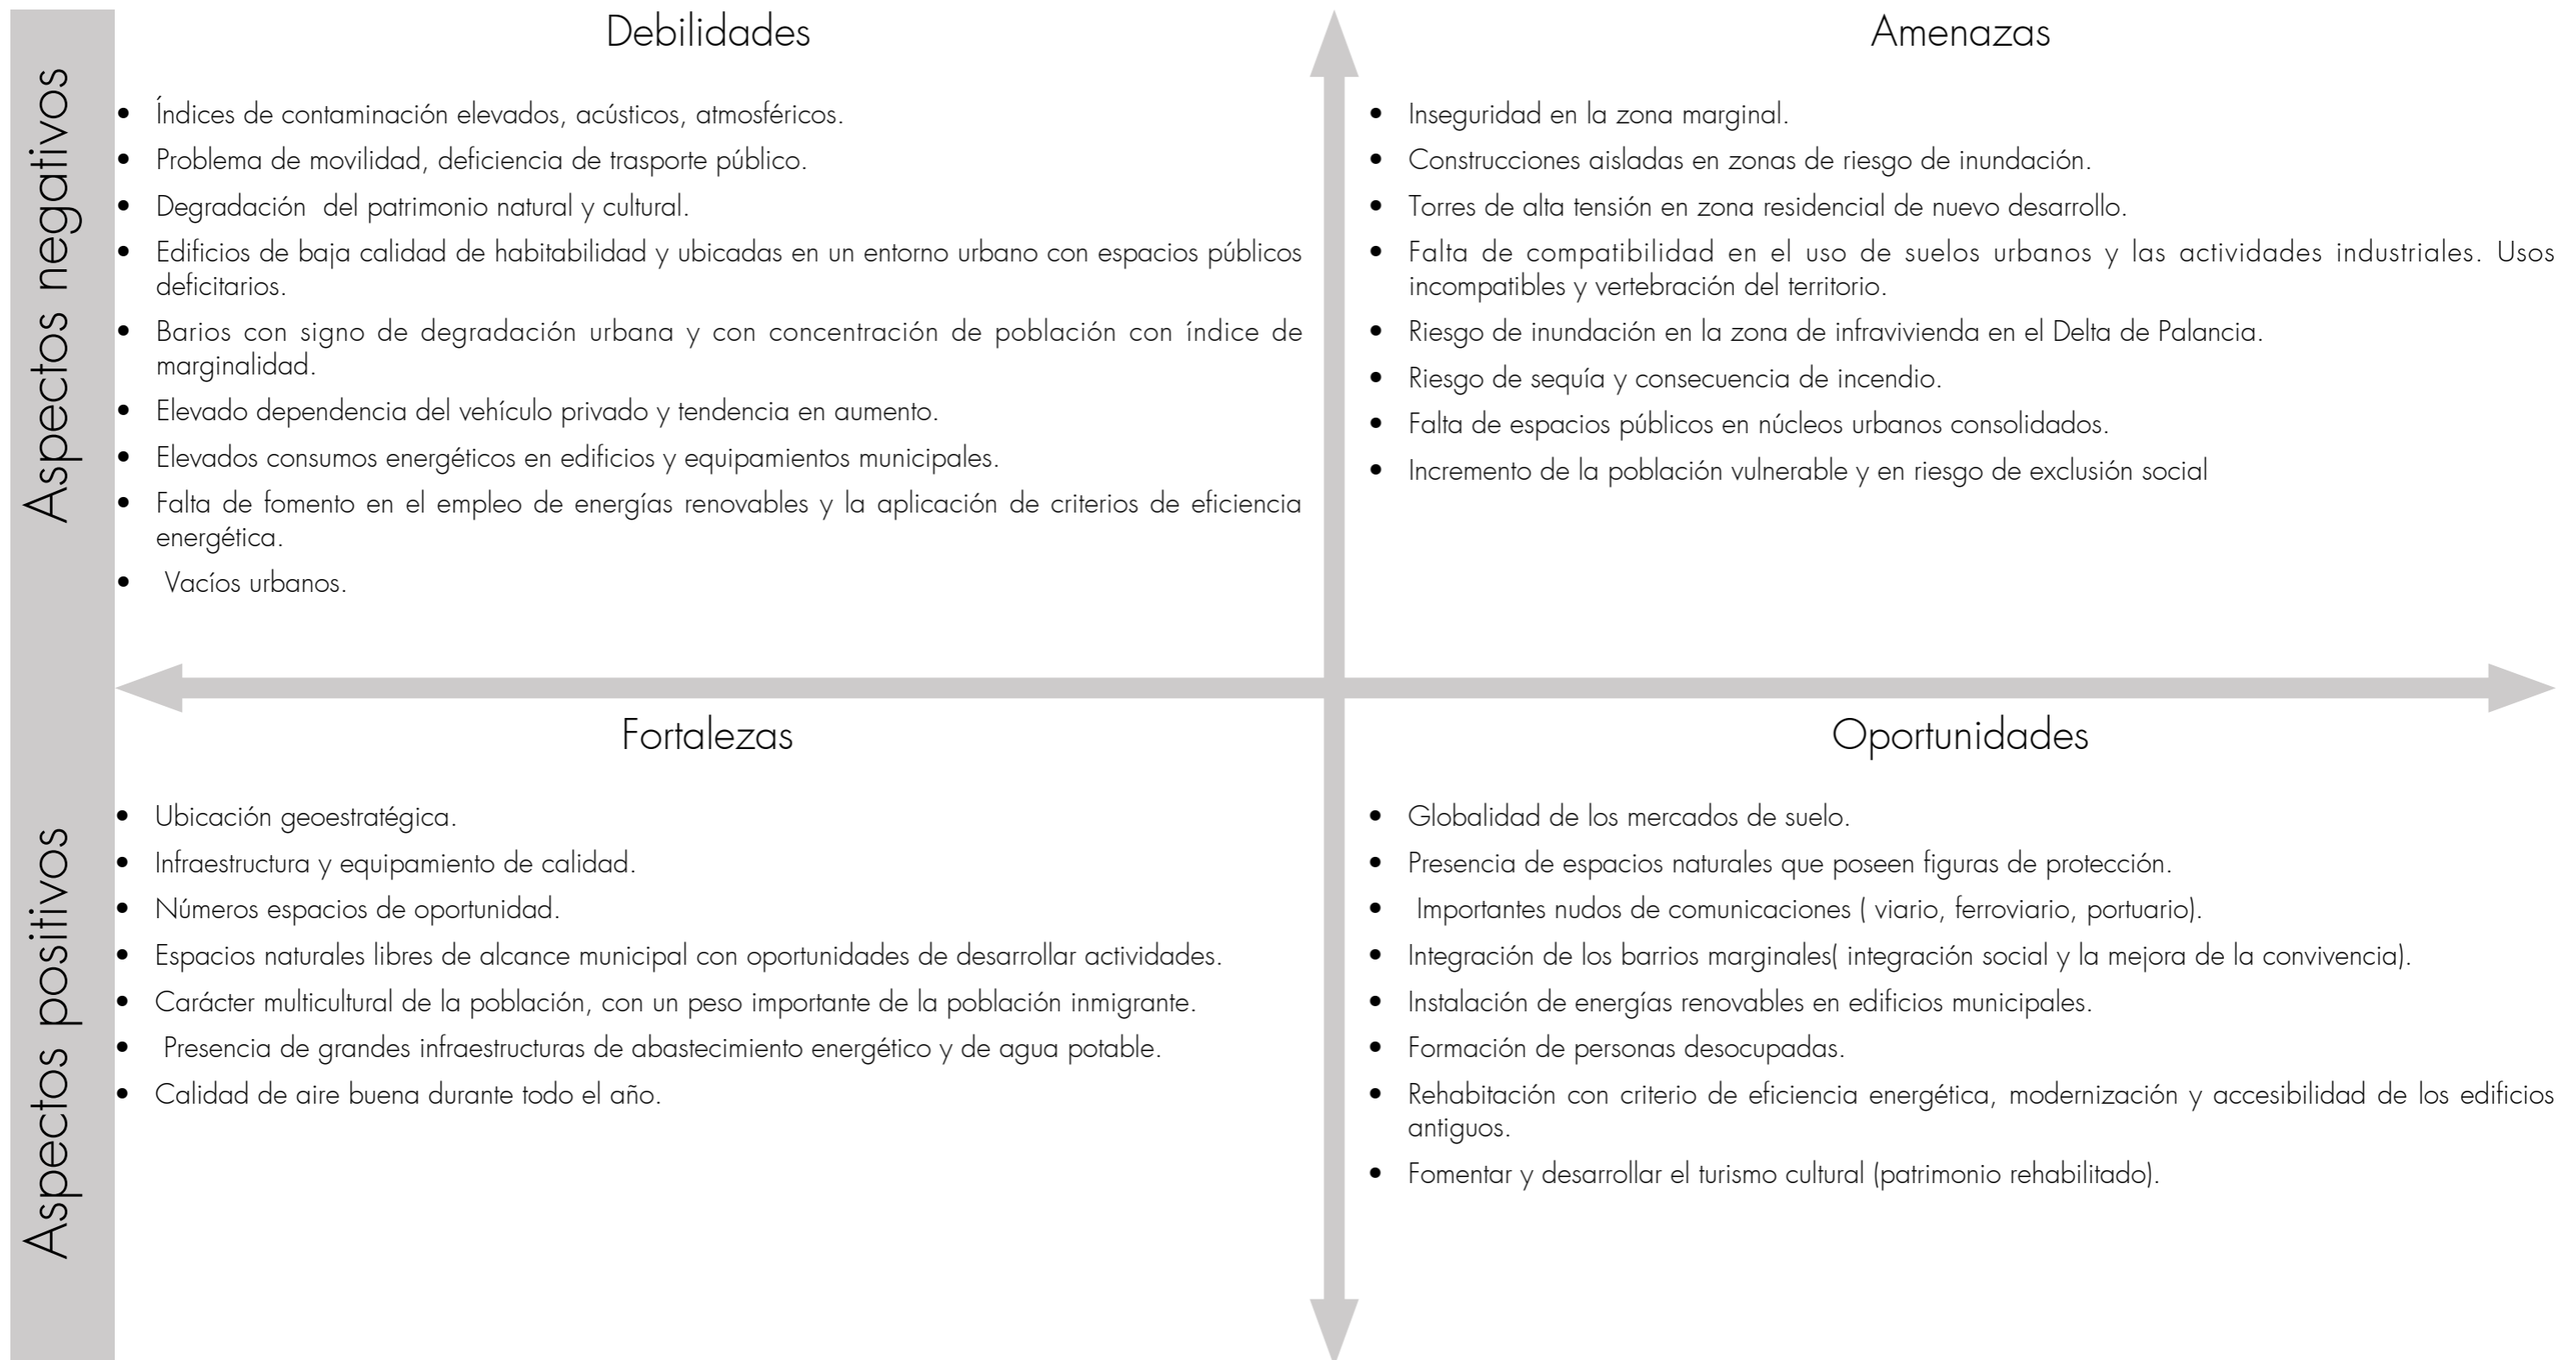 Aspectos negativos
Debilidades
Índices de contaminación elevados, acústicos, atmosféricos.
Problema de movilidad, deficiencia de trasporte público.
Degradación  del patrimonio natural y cultural.
Edificios de baja calidad de habitabilidad y ubicadas en un entorno urbano con espacios públicos
deficitarios.
Barios con signo de degradación urbana y con concentración de población con índice de
marginalidad.
Elevado dependencia del vehículo privado y tendencia en aumento.
Elevados consumos energéticos en edificios y equipamientos municipales.
Falta de fomento en el empleo de energías renovables y la aplicación de criterios de eficiencia
energética.
Vacíos urbanos.
Amenazas
Inseguridad en la zona marginal.
Construcciones aisladas en zonas de riesgo de inundación.
Torres de alta tensión en zona residencial de nuevo desarrollo.
Falta de compatibilidad en el uso de suelos urbanos y las actividades industriales. Usos
incompatibles y vertebración del territorio.
Riesgo de inundación en la zona de infravivienda en el Delta de Palancia.
Riesgo de sequía y consecuencia de incendio.
Falta de espacios públicos en núcleos urbanos consolidados.
Incremento de la población vulnerable y en riesgo de exclusión social
Aspectos positivos
Fortalezas
Ubicación geoestratégica.
Infraestructura y equipamiento de calidad.
Números espacios de oportunidad.
Espacios naturales libres de alcance municipal con oportunidades de desarrollar actividades.
Carácter multicultural de la población, con un peso importante de la población inmigrante.
Presencia de grandes infraestructuras de abastecimiento energético y de agua potable.
Calidad de aire buena durante todo el año.
Oportunidades
Globalidad de los mercados de suelo.
Presencia de espacios naturales que poseen figuras de protección.
Importantes nudos de comunicaciones ( viario, ferroviario, portuario).
Integración de los barrios marginales( integración social y la mejora de la convivencia).
Instalación de energías renovables en edificios municipales.
Formación de personas desocupadas.
Rehabitación con criterio de eficiencia energética, modernización y accesibilidad de los edificios
antiguos.
Fomentar y desarrollar el turismo cultural (patrimonio rehabilitado).